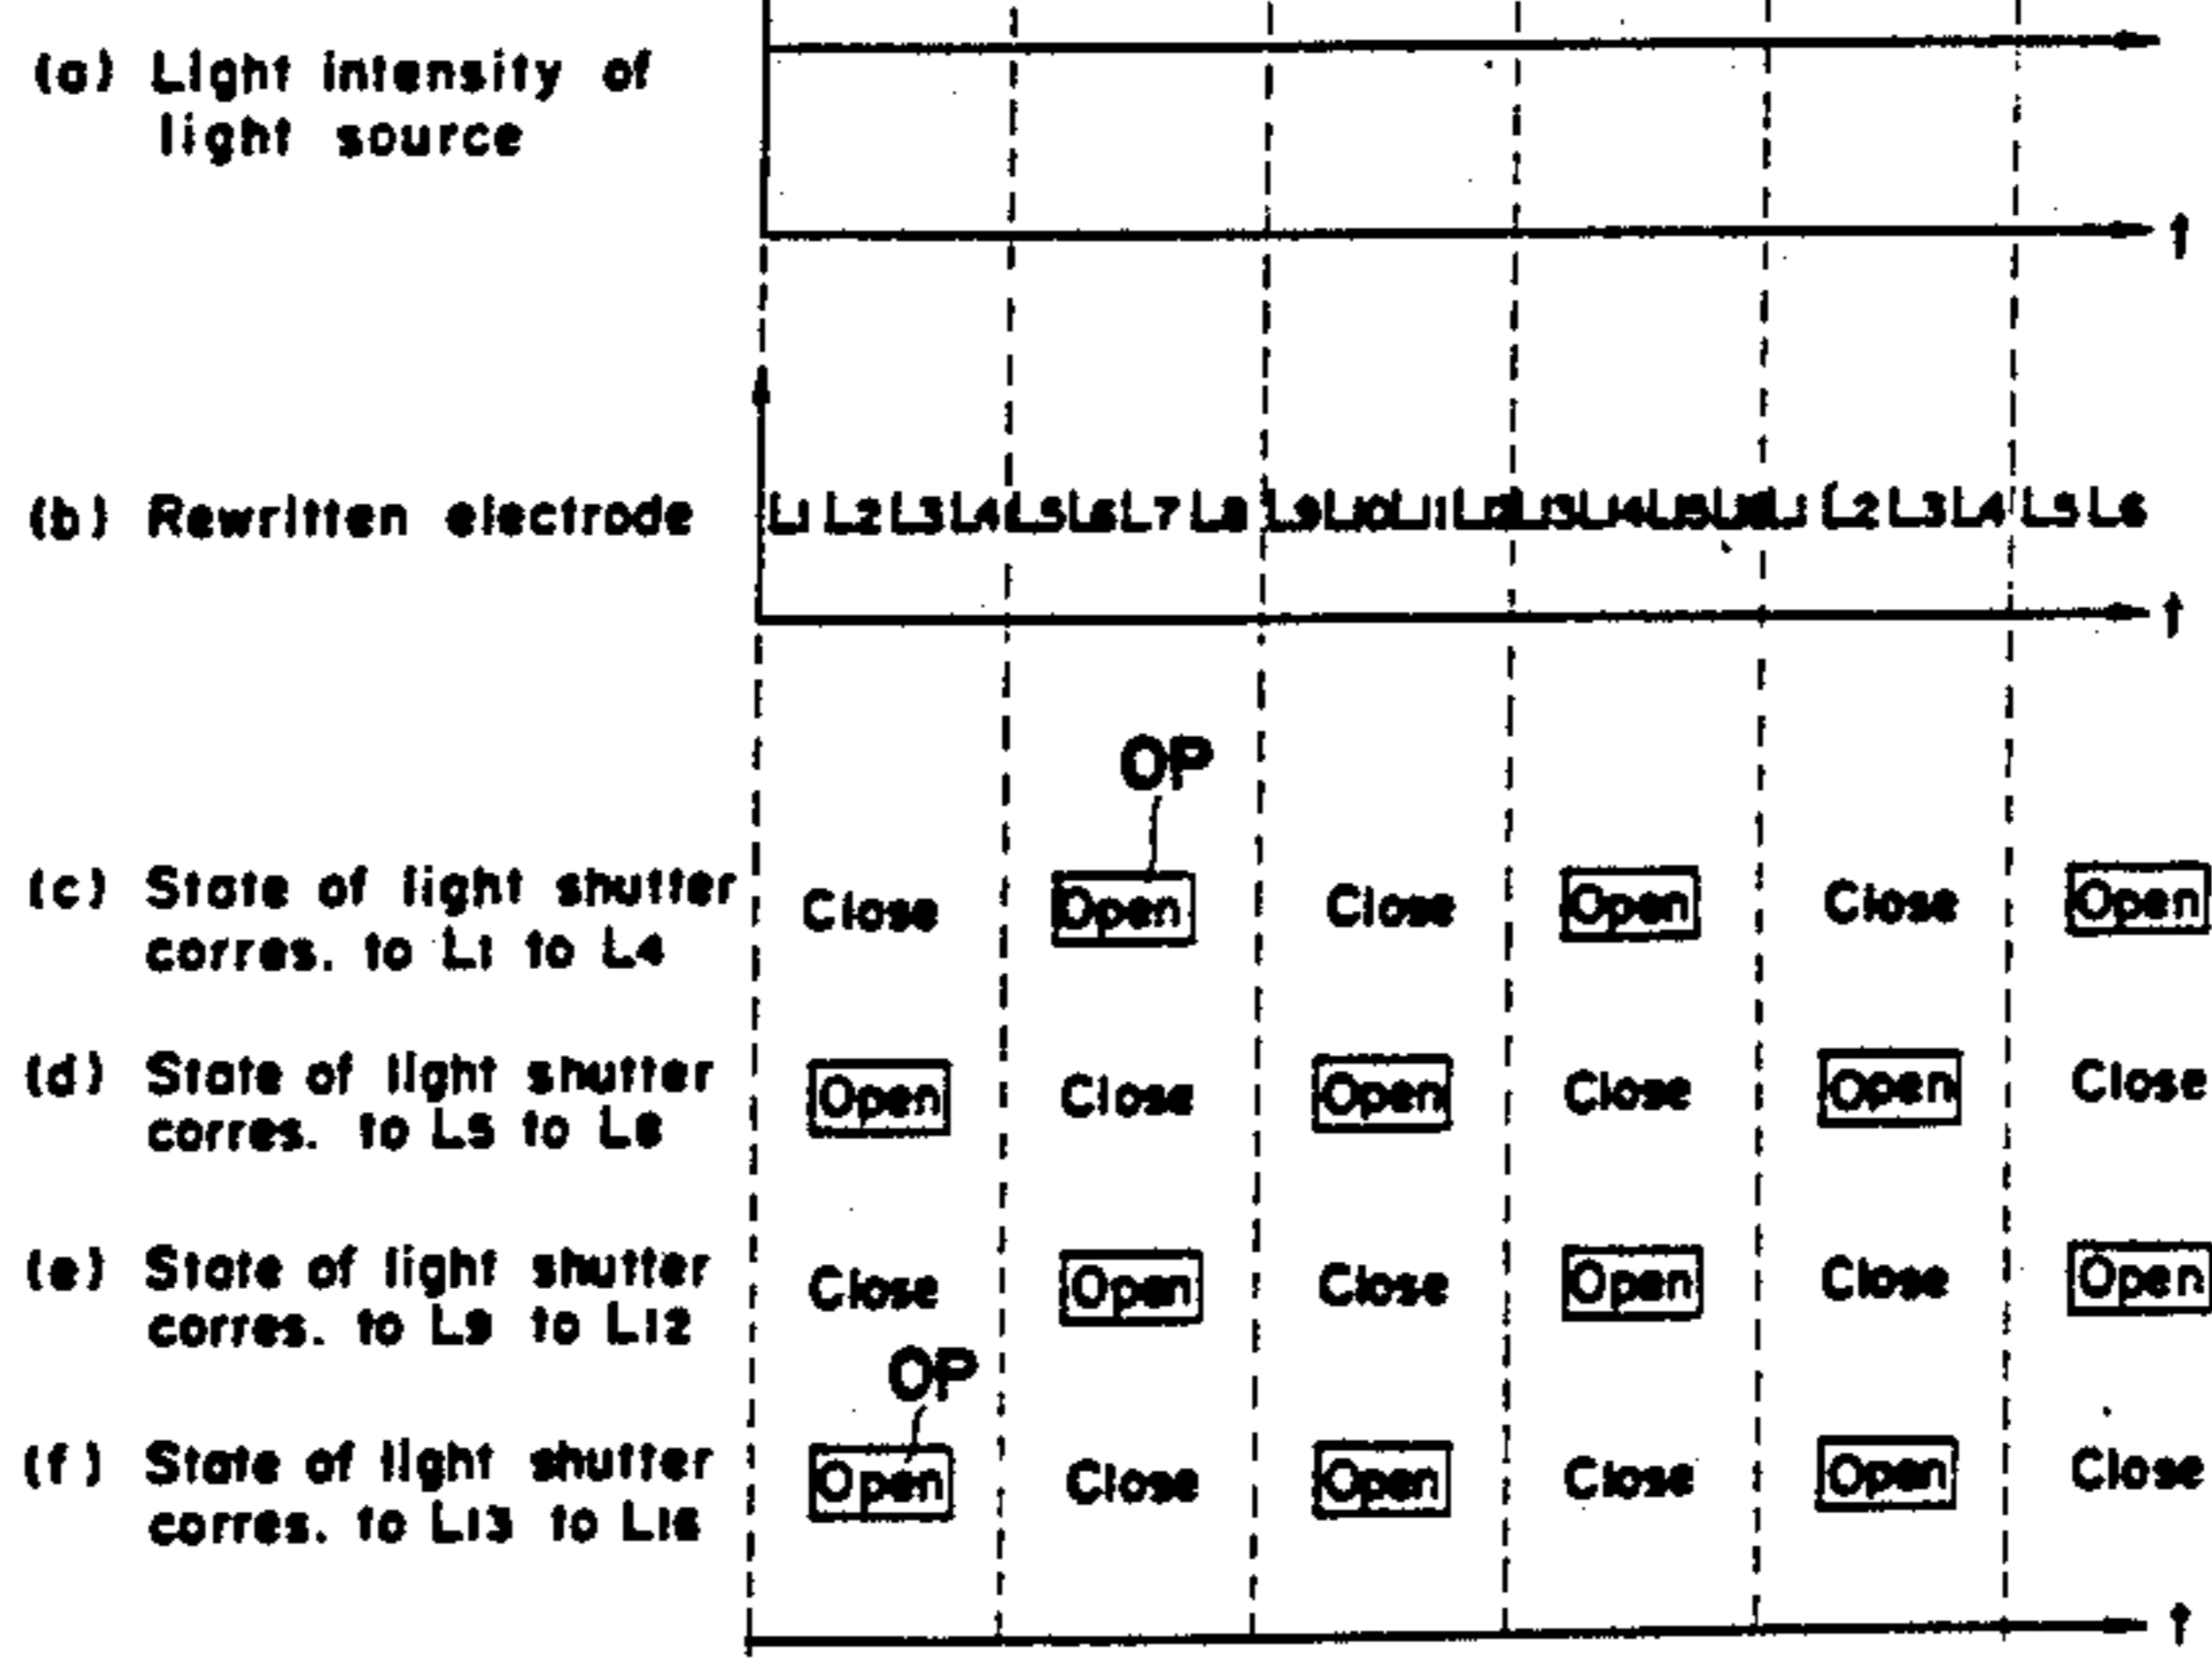 (a) Light intensity of
light source
t
(b) Rewritten electrode L1 L2 L3 L4 L5 L6 L7 L8 L9 L10 L11 L12 L13 L14 L15 L16 L1 L2 L3 L4 L5 L6
t
OP
(c) State of light shutter Close Open Close Open Close Open
corres. to L1 to L4
(d) State of light shutter Open Close Open Close Open Close
corres. to L5 to L8
(e) State of light shutter Close Open Close Open Close Open
corres. to L9 to L12
OP
(f) State of light shutter Open Close Open Close Open Close
corres. to L13 to L16
t